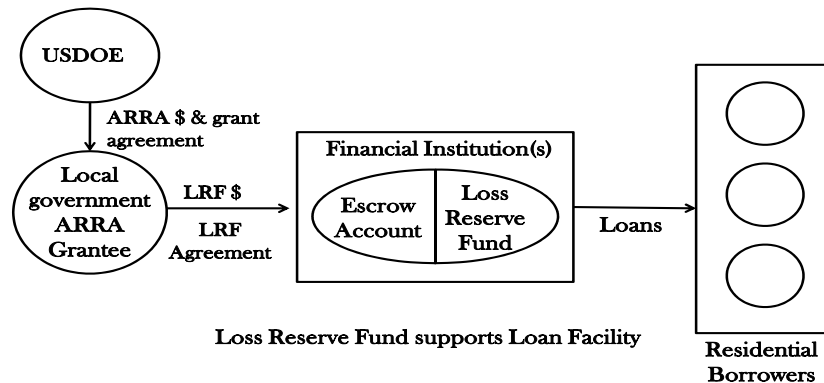 USDOE
ARRA $ & grant
agreement
Local
government
ARRA
Grantee
LRF $
LRF
Agreement
Financial Institution(s)
Escrow
Account
Loss
Reserve
Fund
Loans
Loss Reserve Fund supports Loan Facility
Residential
Borrowers